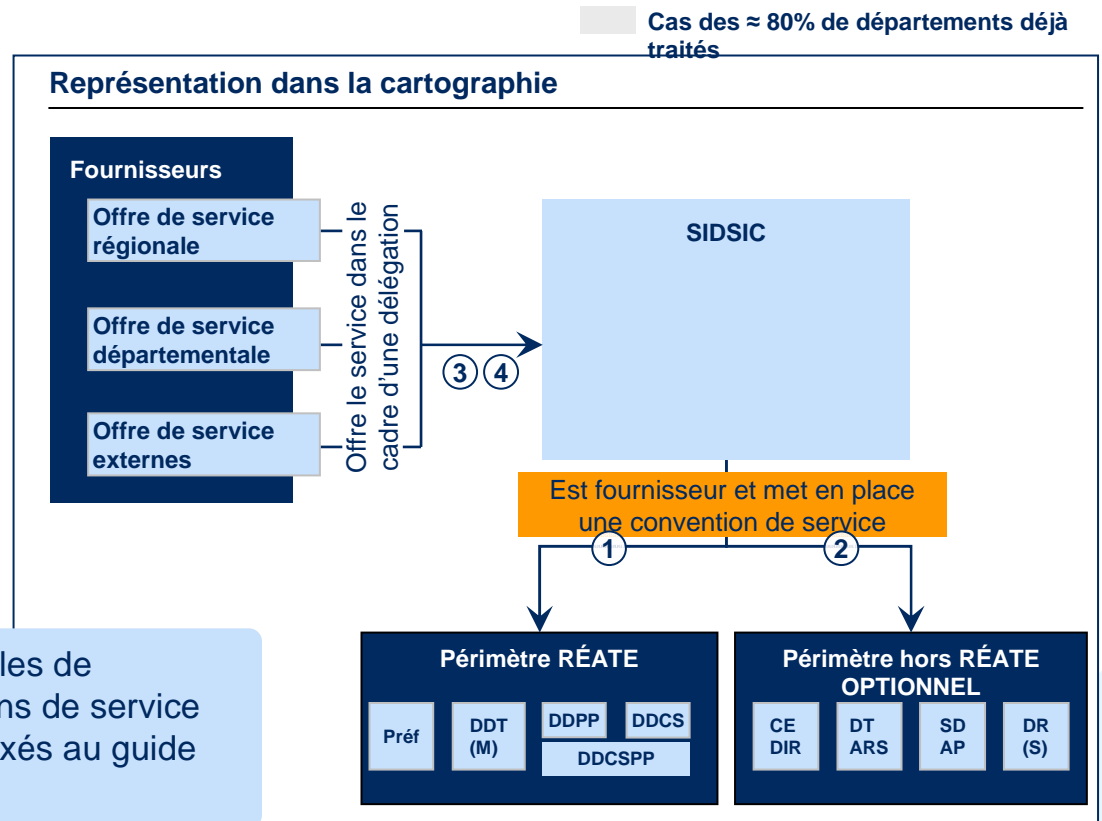 Cas des ≈ 80% de départements déjà
traités
Représentation dans la cartographie
Fournisseurs
Offre de service
régionale
Offre de service
départementale
Offre de service
externes
Offre le service dans le
cadre d'une délégation
3 4
SIDSIC
Est fournisseur et met en place
une convention de service
1
2
les de
ns de service
xés au guide
Périmètre RÉATE
Préf
DDT
(M)
DDPP
DDCS
DDCSPP
Périmètre hors RÉATE
OPTIONNEL
CE
DIR
DT
ARS
SD
AP
DR
(S)